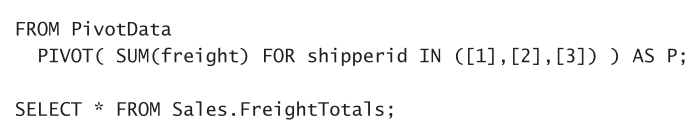 FROM PivotData
PIVOT( SUM(freight) FOR shipperid IN ([1],[2],[3]) ) AS P;
SELECT * FROM Sales.FreightTotals;